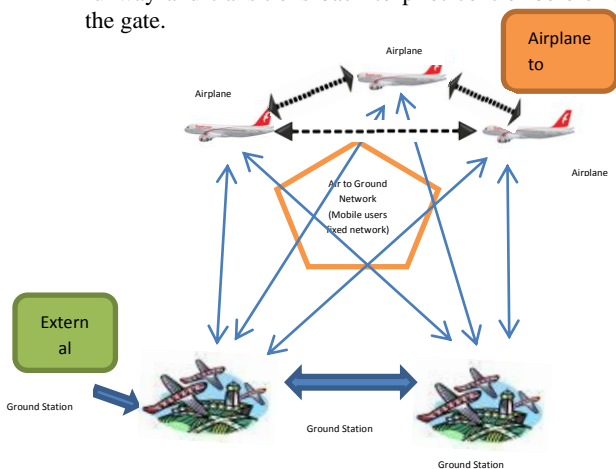 the gate.
Airplane
Airplane
to
Airplane
Airplane
Air to Ground
Network
(Mobile users
fixed network)
Extern
al
Ground Station
Ground Station
Ground Station